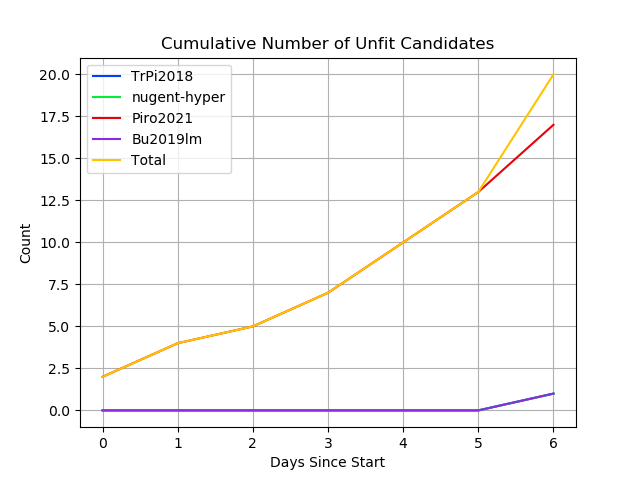 Cumulative Number of Unfit Candidates
TrPi2018
nugent-hyper
Piro2021
Bu2019lm
Total
20.0
17.5
15.0
12.5
10.0
7.5
5.0
2.5
0.0
Count
0 1 2 3 4 5 6
Days Since Start